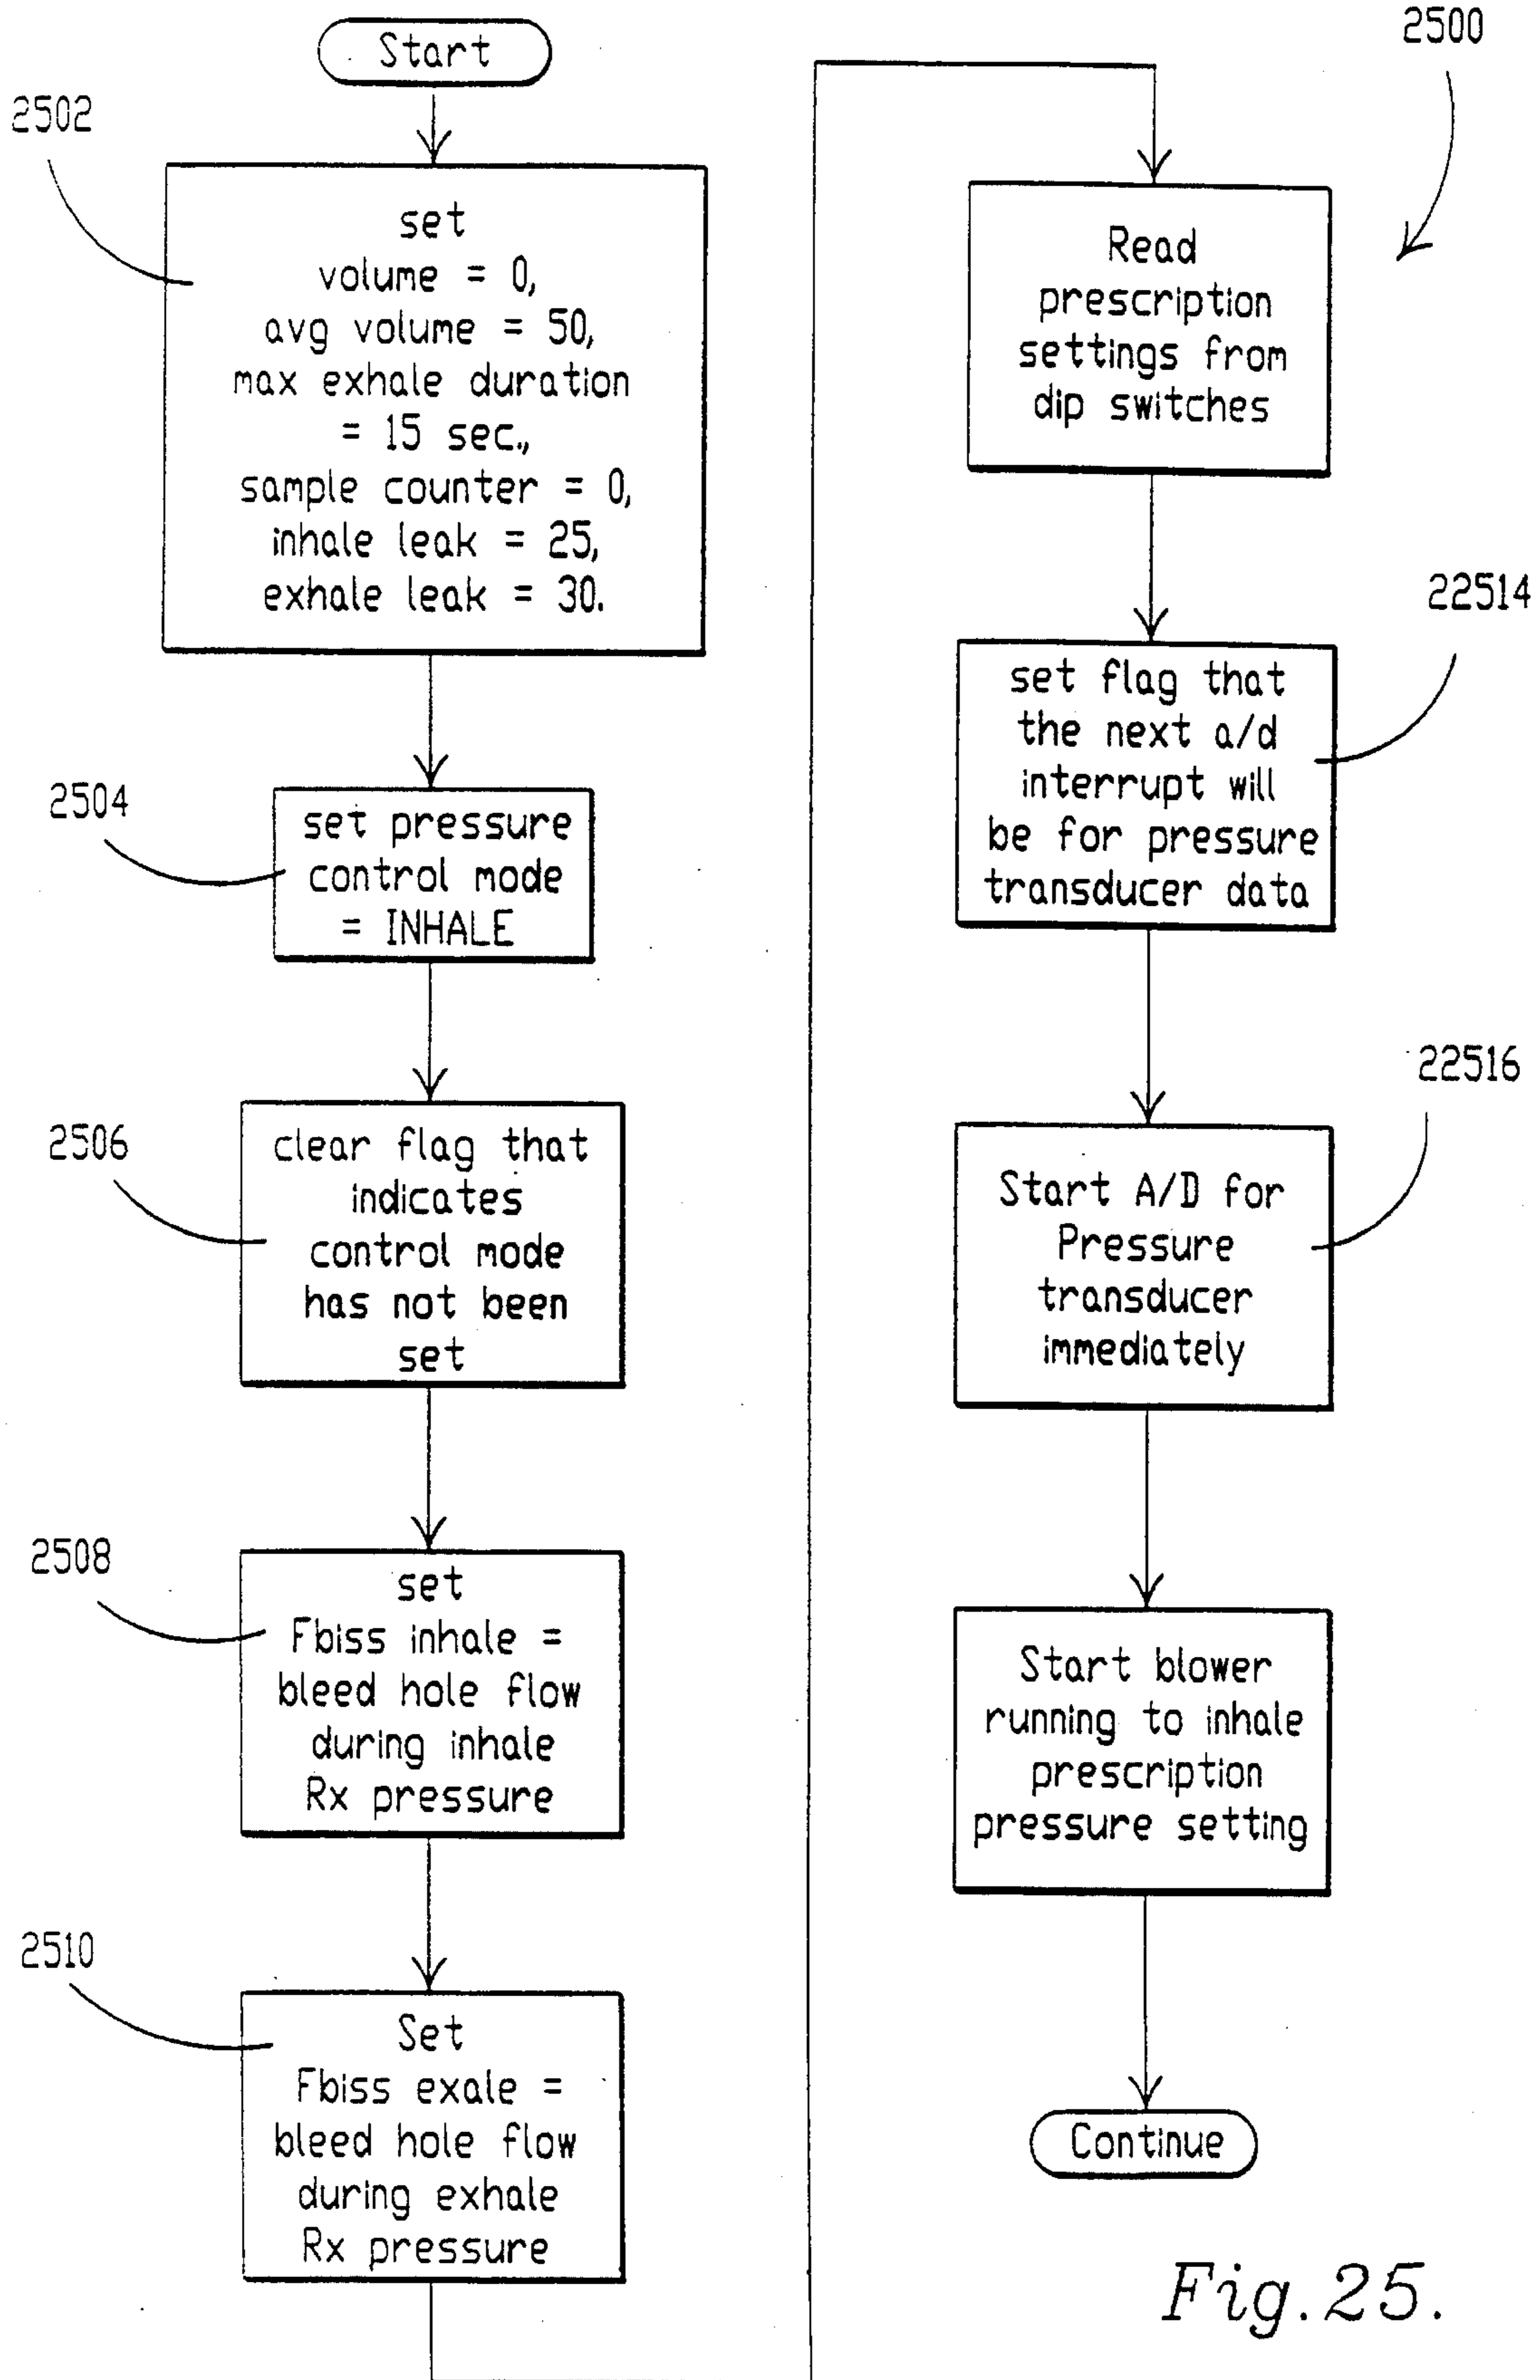 Start
2502
set
volume = 0,
avg volume = 50,
max exhale duration
= 15 sec.,
sample counter = 0,
inhale leak = 25,
exhale leak = 30.
2504
set pressure
control mode
= INHALE
2506
clear flag that
indicates
control mode
has not been
set
2508
set
Fbiss inhale =
bleed hole flow
during inhale
Rx pressure
2510
Set
Fbiss exale =
bleed hole flow
during exhale
Rx pressure
2500
Read
prescription
settings from
dip switches
22514
set flag that
the next a/d
interrupt will
be for pressure
transducer data
22516
Start A/D for
Pressure
transducer
immediately
Start blower
running to inhale
prescription
pressure setting
Continue
Fig. 25.